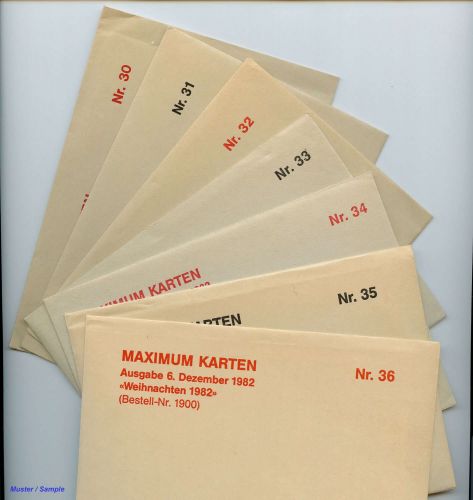 Nr. 30
Nr. 31
Nr. 32
Nr. 33
Nr. 34
KARTEN
Nr. 35
MAXIMUM KARTEN
Nr. 36
Ausgabe 6. Dezember 1982
«Weihnachten 1982»
(Bestell-Nr. 1900)
Muster / Sample